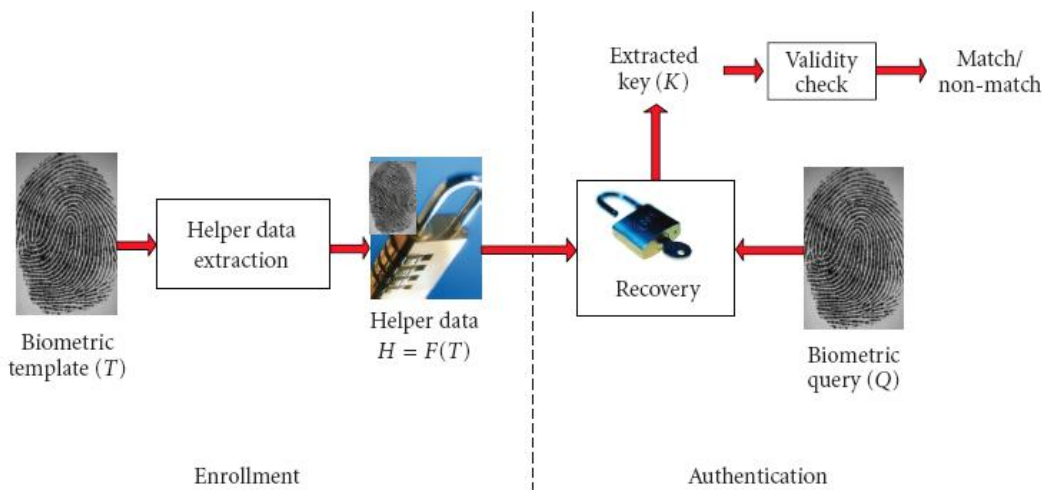 Biometric
template (T)
Helper data
extraction
Helper data
H = F(T)
Enrollment
Extracted
key (K)
Validity
check
Match/
non-match
Recovery
Biometric
query (Q)
Authentication